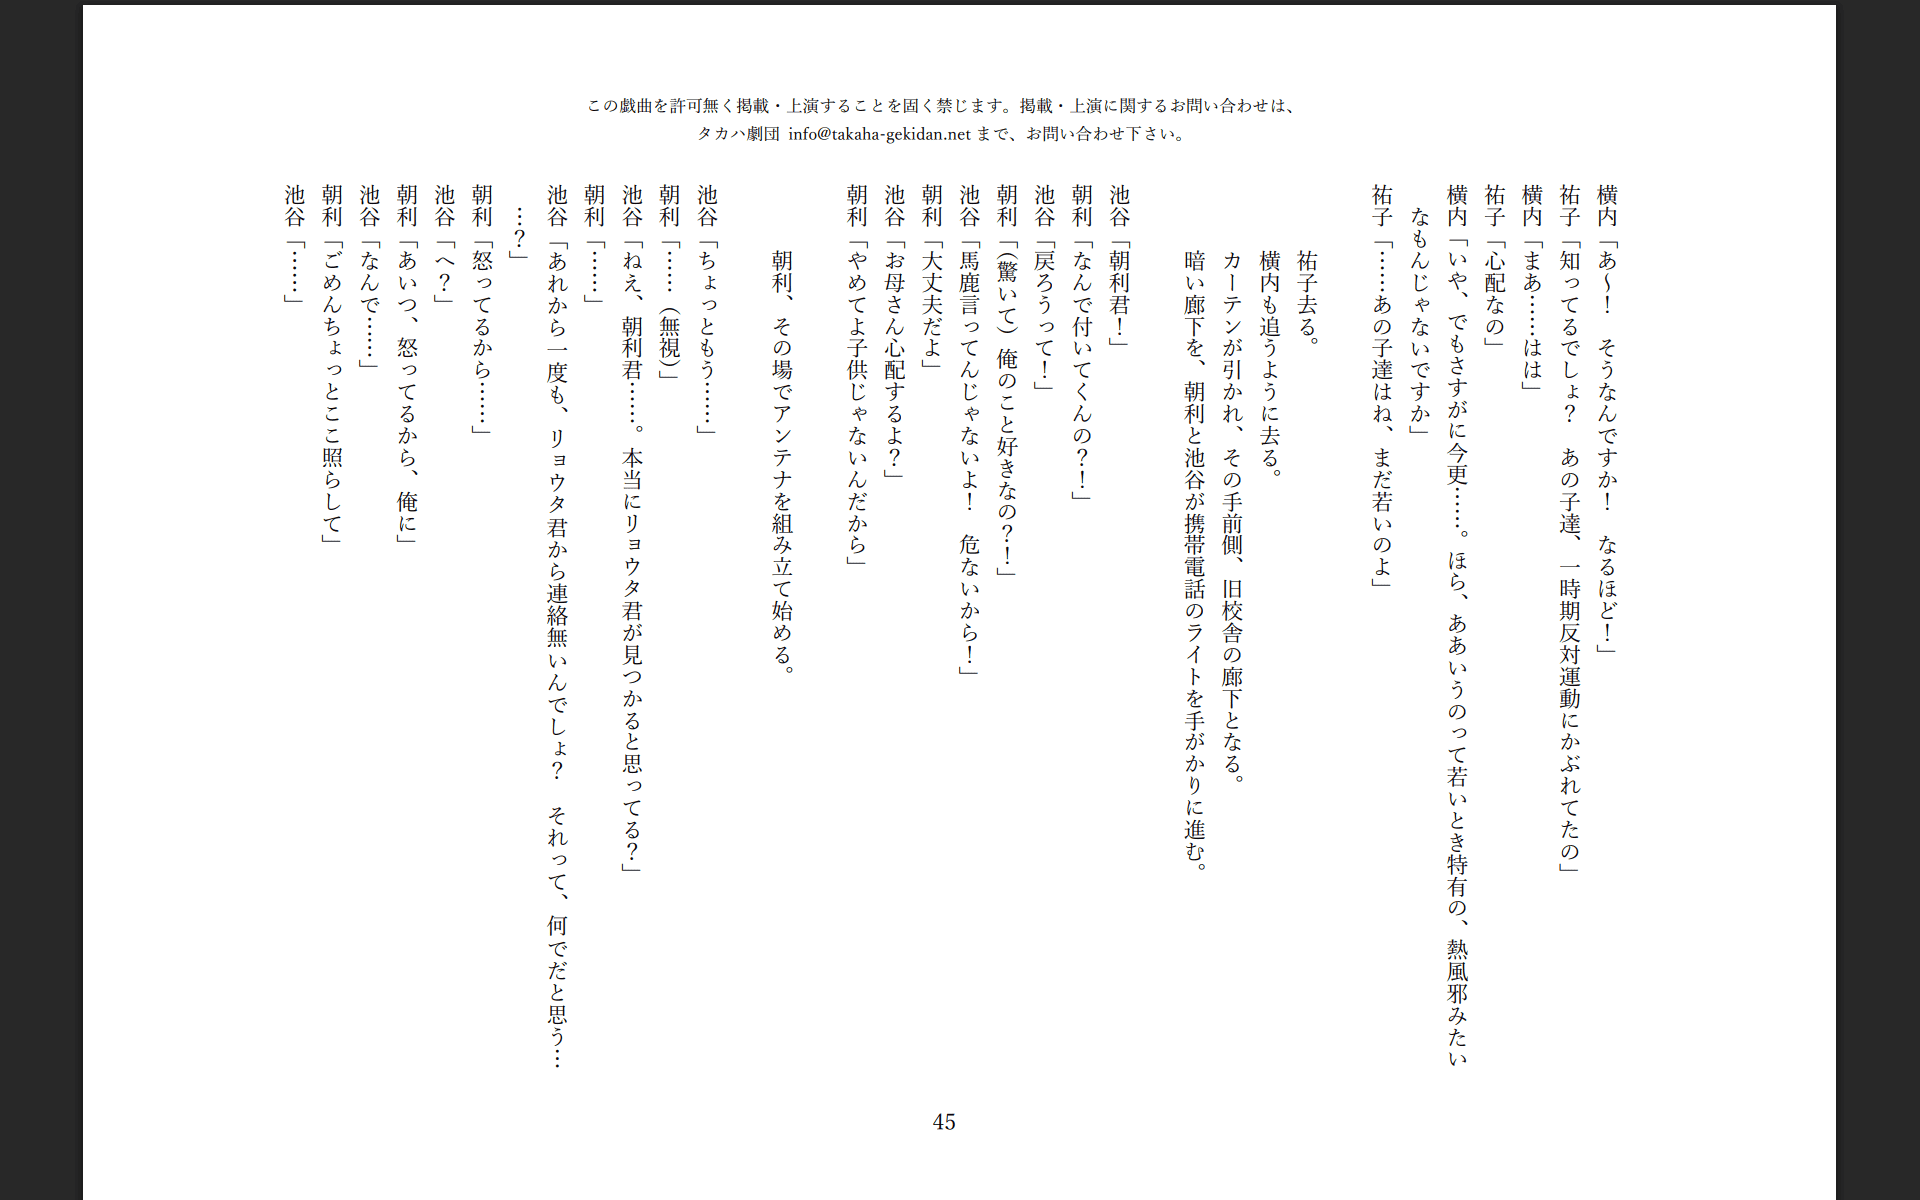 この戯曲を許可無く掲載・上演することを固く禁じます。掲載・上演に関するお問い合わせは、
タカハ劇団 info@takaha-gekidan.net まで、お問い合わせ下さい。
横内「あ〜！　そうなんですか！　なるほど！」
祐子「知ってるでしょ？　あの子達、一時期反対運動にかぶれてたの」
横内「まあ……はは」
祐子「心配なの」
横内「いや、でもさすがに今更……。ほら、ああいうのって若いとき特有の、熱風邪みたい
なもんじゃないですか」
祐子「……あの子達はね、まだ若いのよ」
祐子去る。
横内も追うように去る。
カーテンが引かれ、その手前側、旧校舎の廊下となる。
暗い廊下を、朝利と池谷が携帯電話のライトを手がかりに進む。
池谷「朝利君！」
朝利「なんで付いてくんの？！」
池谷「戻ろうって！」
朝利「（驚いて）俺のこと好きなの？！」
池谷「馬鹿言ってんじゃないよ！　危ないから！」
朝利「大丈夫だよ」
池谷「お母さん心配するよ？」
朝利「やめてよ子供じゃないんだから」
朝利、その場でアンテナを組み立て始める。
池谷「ちょっともう……」
朝利「……（無視）」
池谷「ねえ、朝利君……。本当にリョウタ君が見つかると思ってる？」
朝利「……」
池谷「あれから一度も、リョウタ君から連絡無いんでしょ？　それって、何でだと思う…
…？」
朝利「怒ってるから……」
池谷「へ？」
朝利「あいつ、怒ってるから、俺に」
池谷「なんで……」
朝利「ごめんちょっとここ照らして」
池谷「……」
45